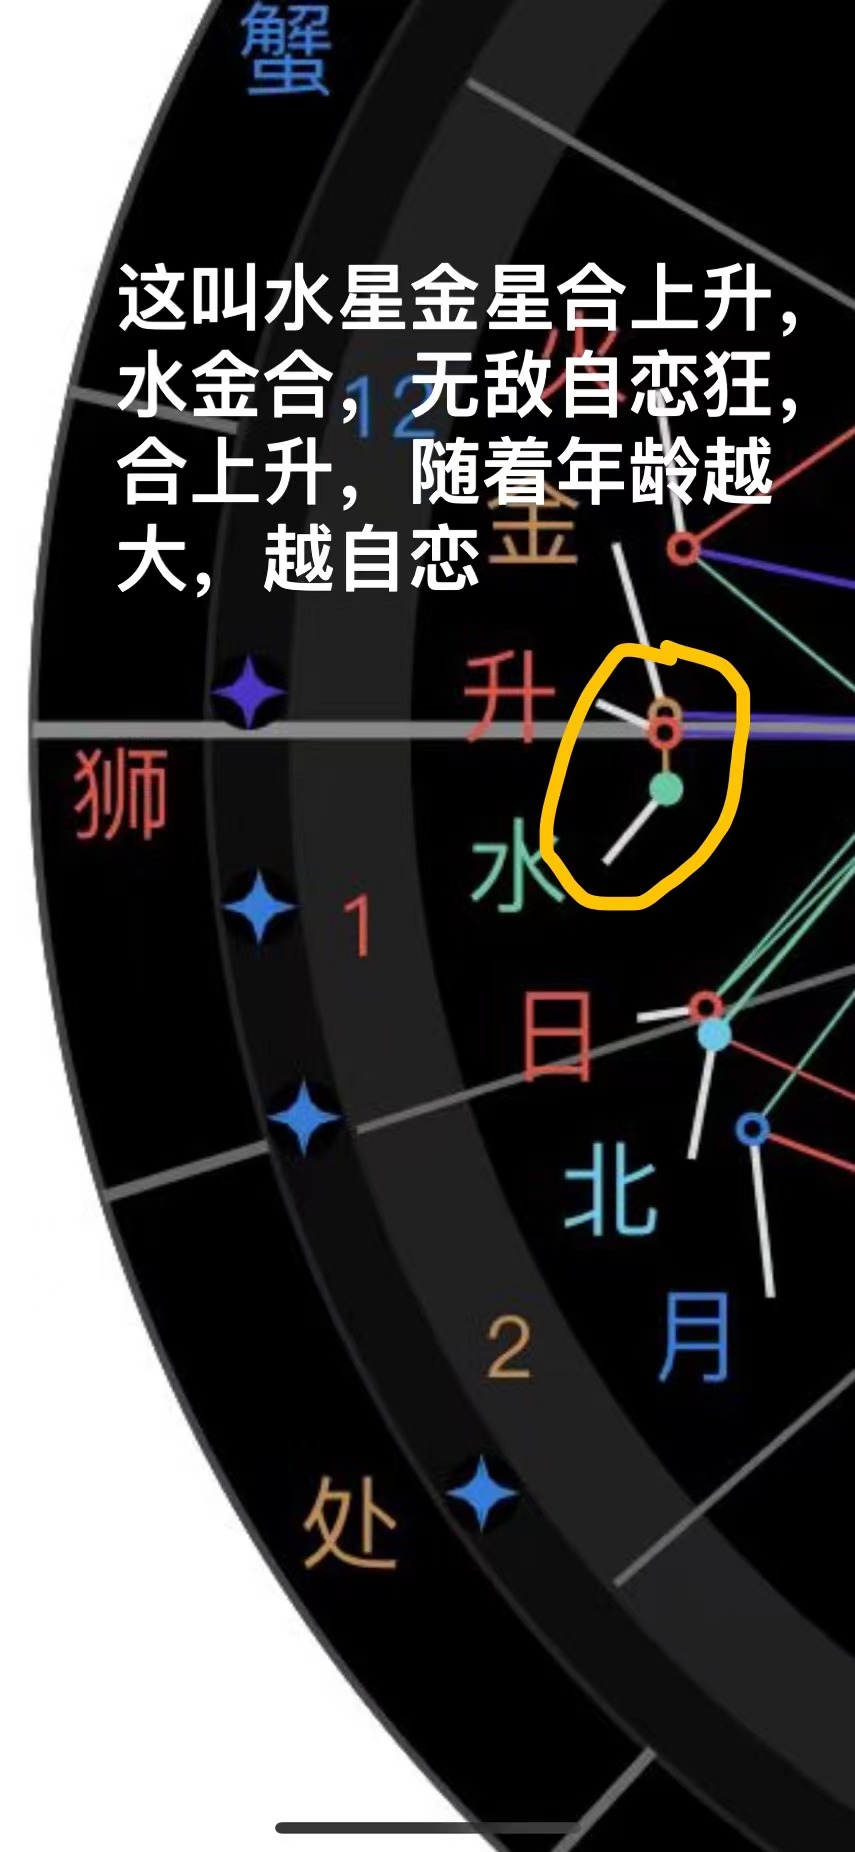 蟹
这叫水星金星合上升，
火
水金合，无敌自恋狂，
12
合上升，随着年龄越
金
大，越自恋
升
狮
水
1
日
北
月
2
处